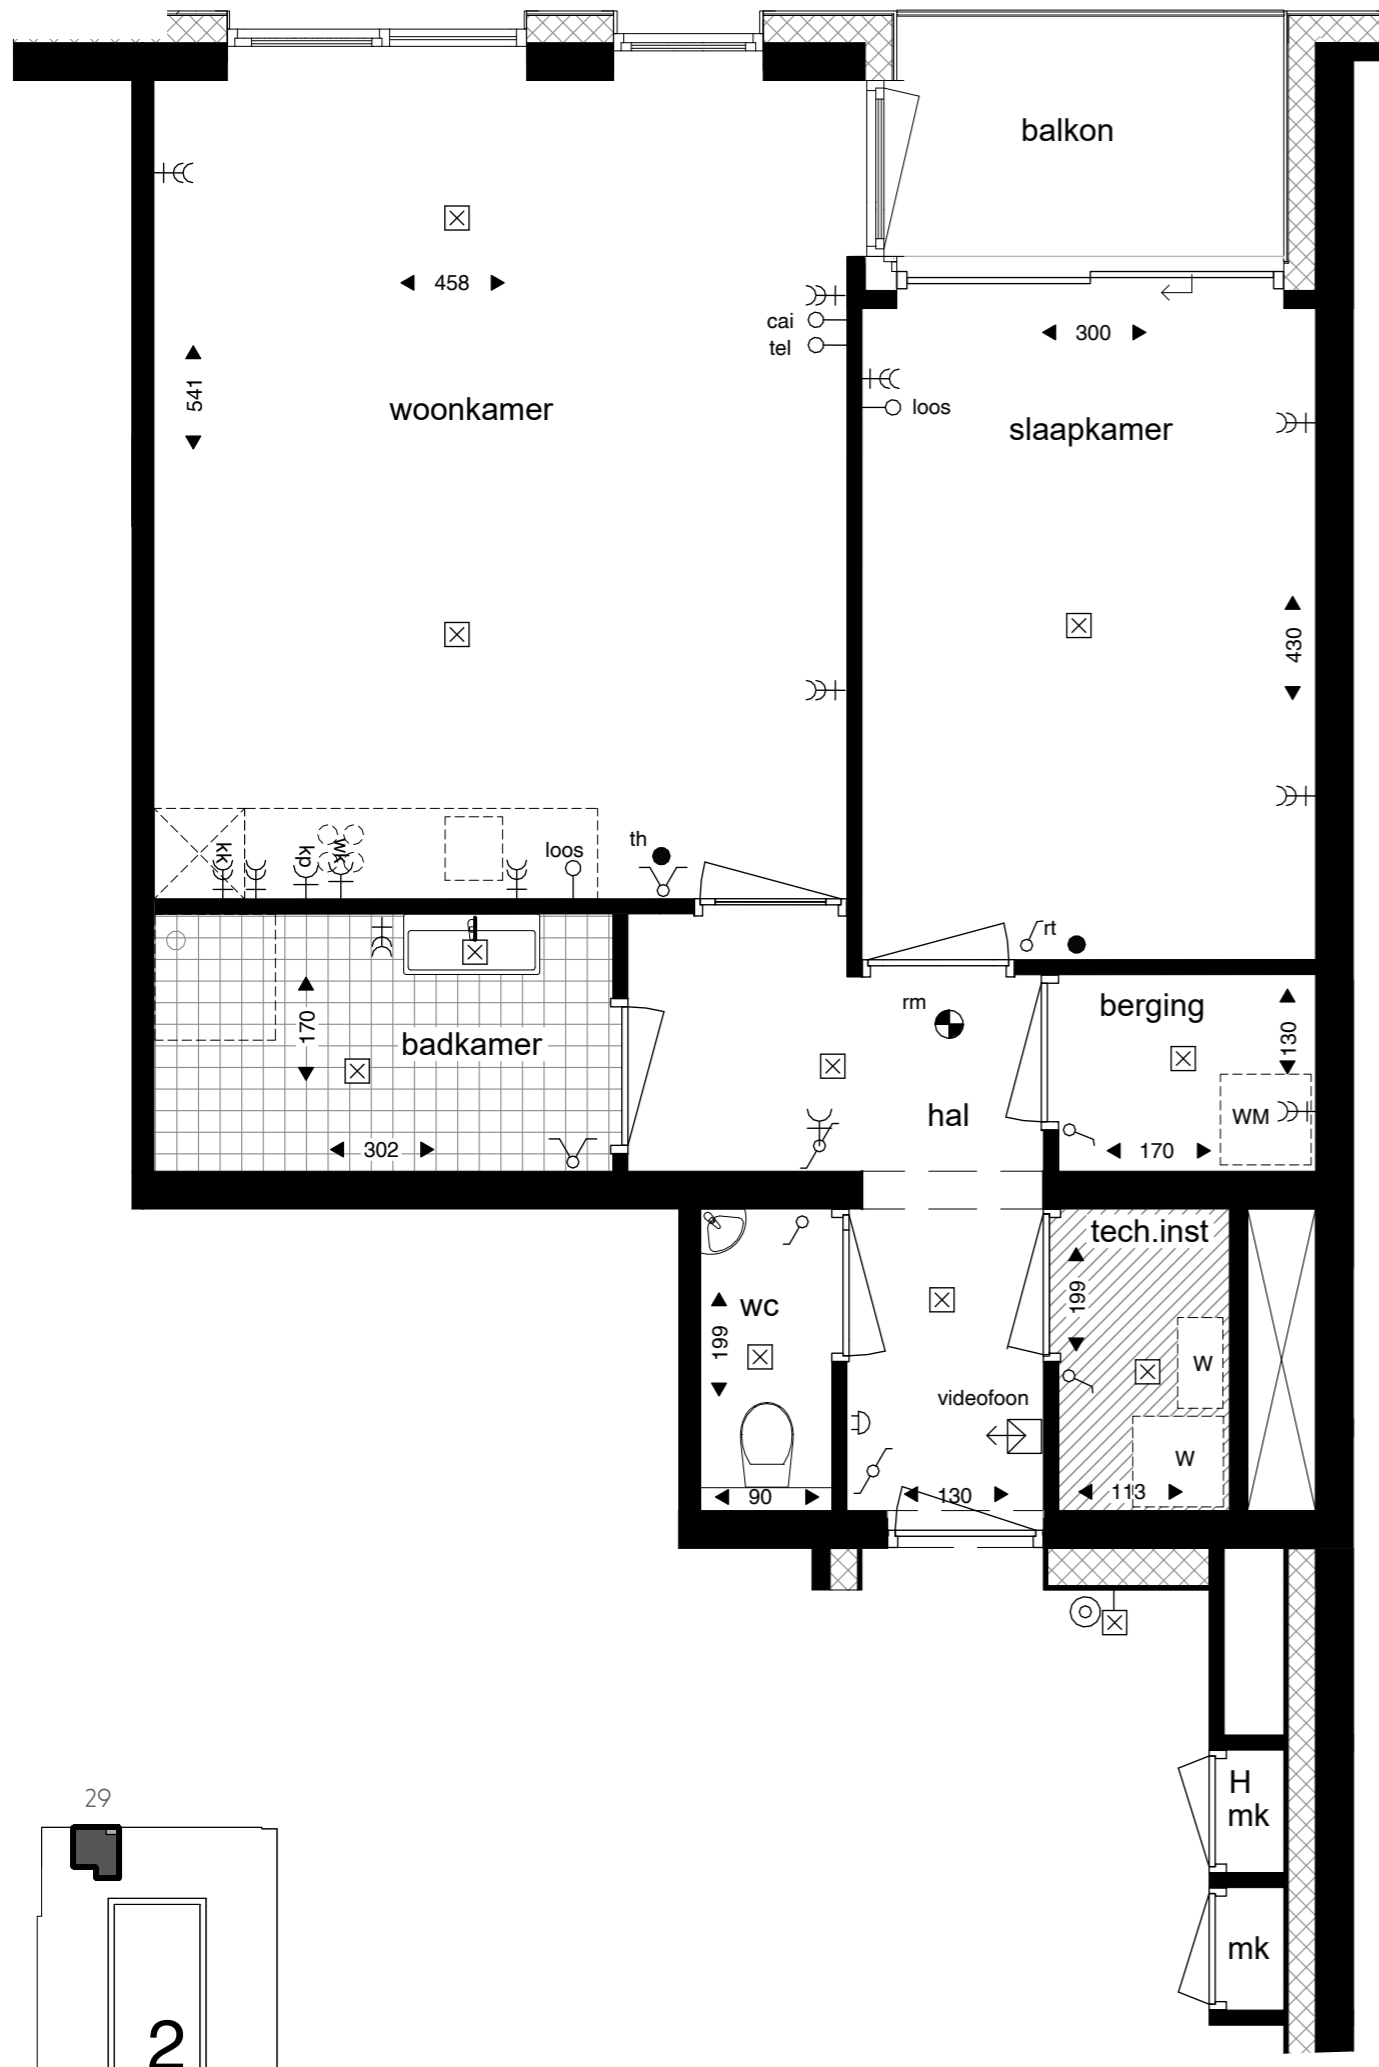 balkon
458
cai
tel
300
541
woonkamer
loos
slaapkamer
430
kk
kp
wk
loos
th
rt
170
badkamer
302
rm
hal
berging
130
WM
170
tech.inst
199
wc
199
W
videofoon
W
90
130
113
H
mk
mk
29
2